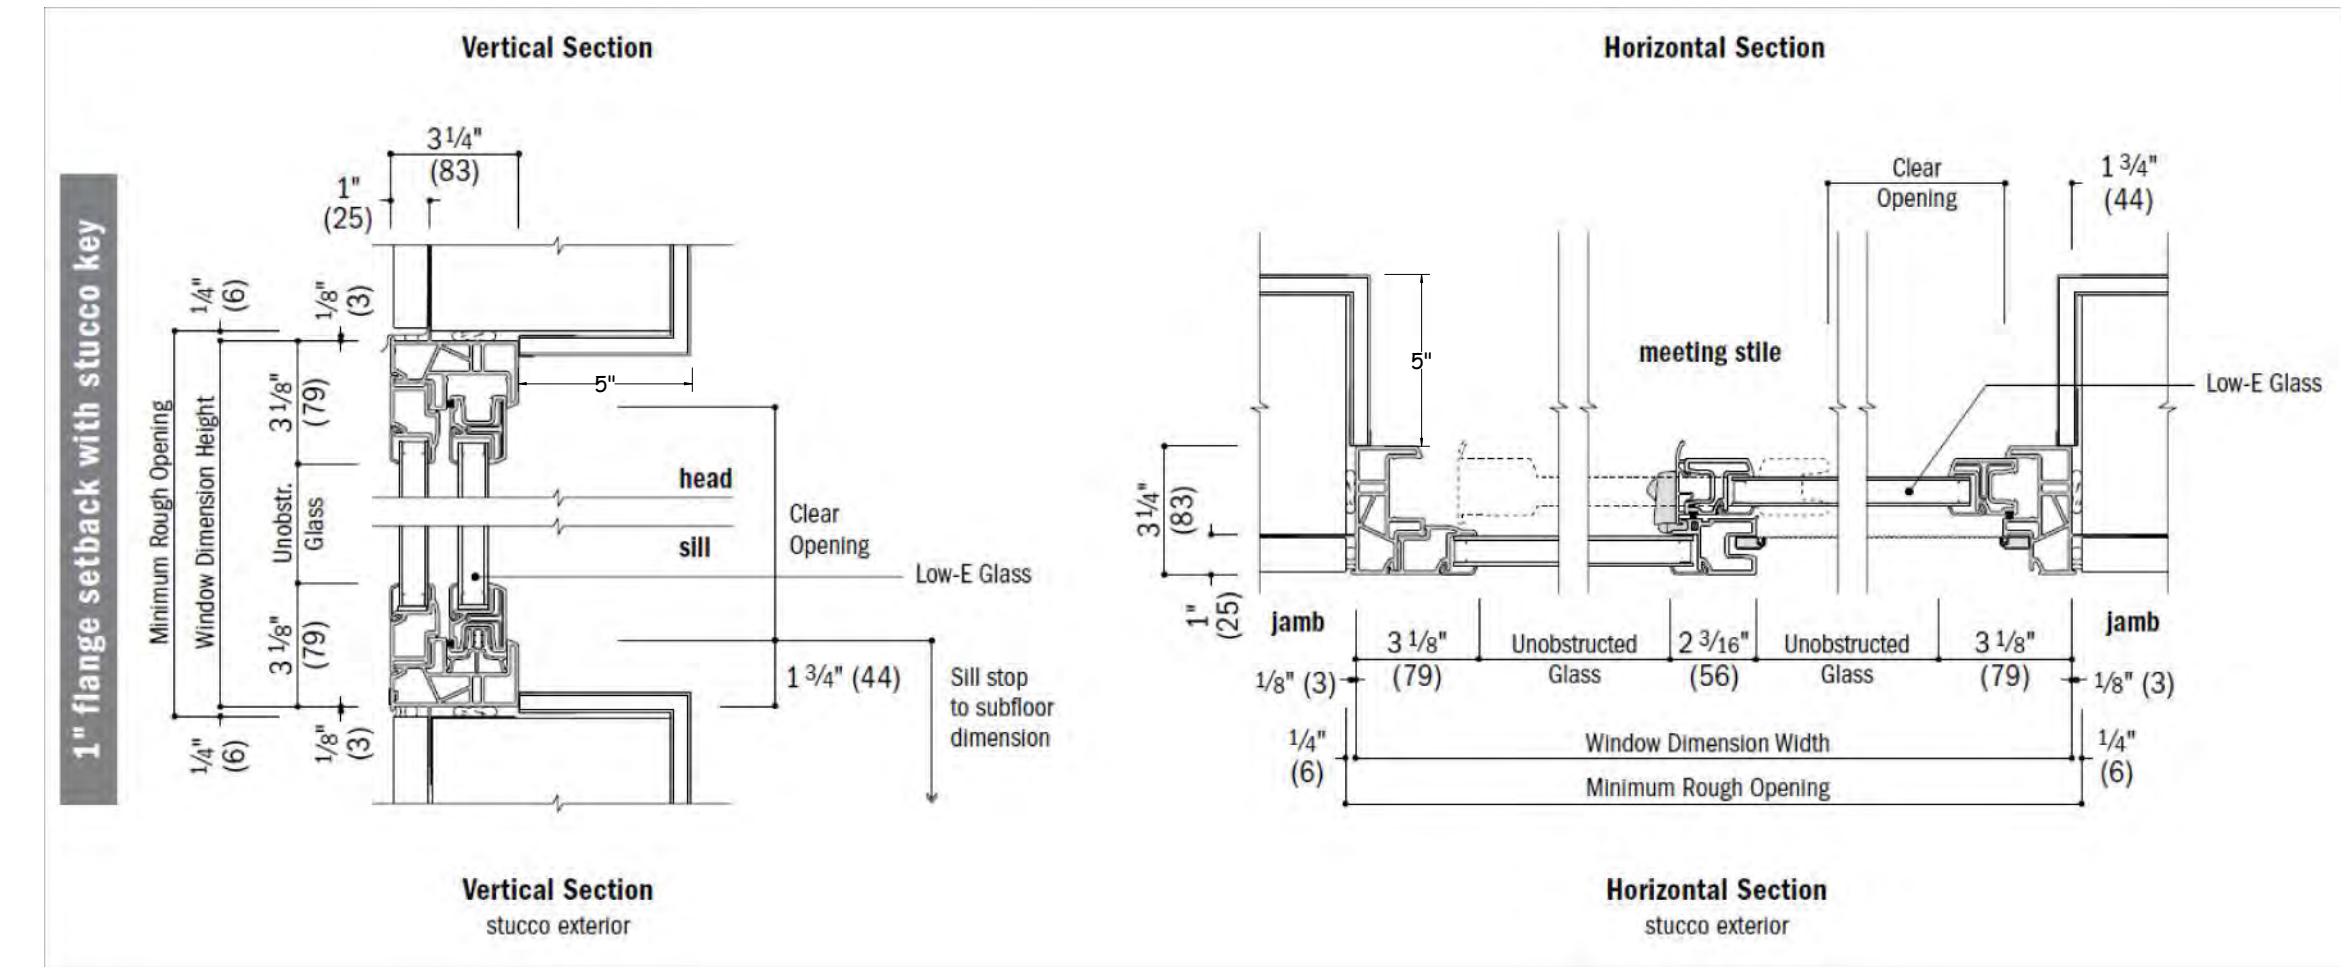 Vertical Section
Horizontal Section
1" flange setback with stucco key
3 1/4"
(83)
1"
(25)
1/4"
(6)
1/8"
(3)
Minimum Rough Opening
Window Dimension Height
3 1/8"
(79)
Unobstr.
Glass
3 1/8"
(79)
1/4"
(6)
1/8"
(3)
5"
head
sill
Clear
Opening
Low-E Glass
1 3/4" (44)
Sill stop
to subfloor
dimension
Clear
Opening
1 3/4"
(44)
5"
meeting stile
Low-E Glass
3 1/4"
(83)
1"
(25)
jamb
jamb
3 1/8"
(79)
Unobstructed
Glass
2 3/16"
(56)
Unobstructed
Glass
3 1/8"
(79)
1/8" (3)
1/8" (3)
1/4"
(6)
Window Dimension Width
1/4"
(6)
Minimum Rough Opening
Vertical Section
stucco exterior
Horizontal Section
stucco exterior